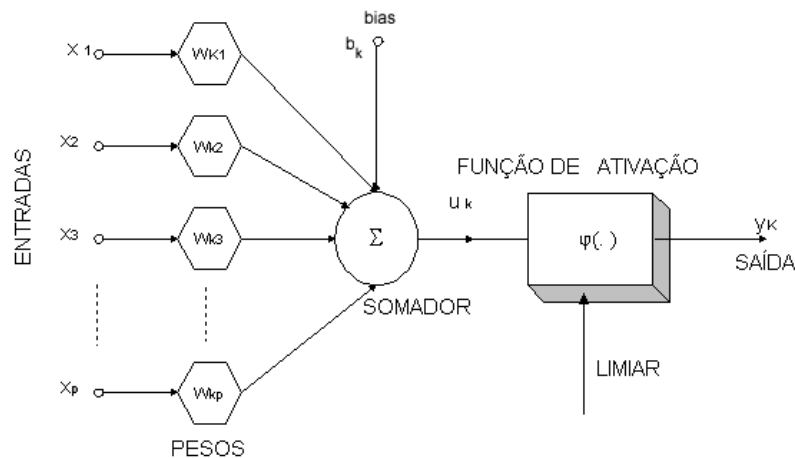 bias
b k
X 1
WK1
X2
Wk2
X3
Wk3
Xp
Wkp
ENTRADAS
PESOS
Σ
SOMADOR
u k
FUNÇÃO DE ATIVAÇÃO
φ(. )
yK
SAÍDA
LIMIAR